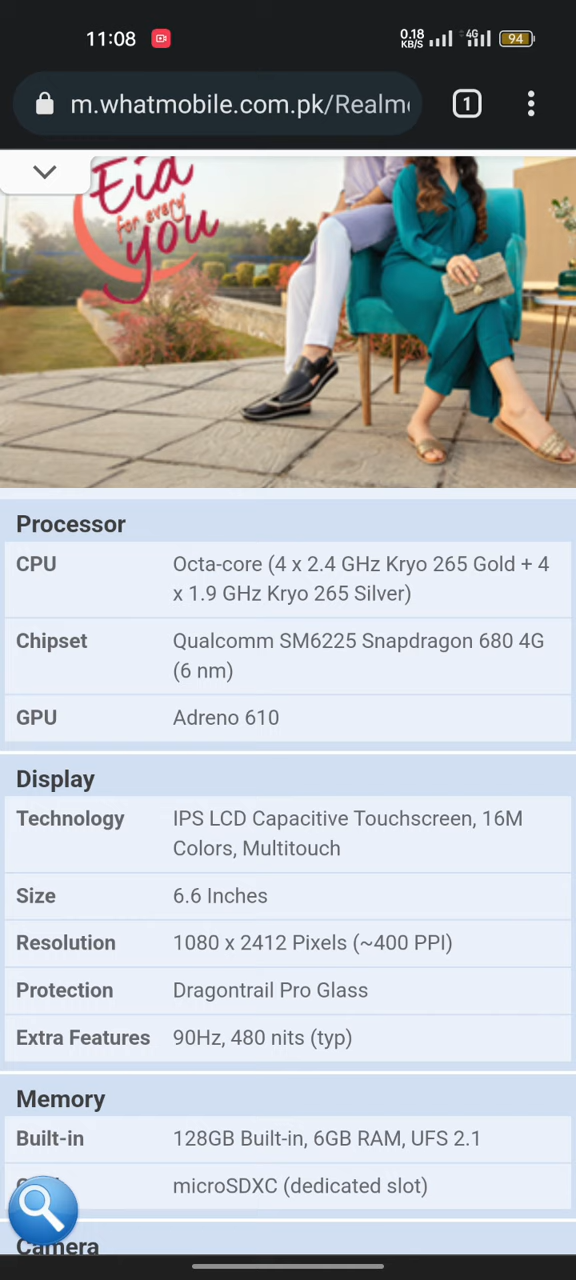 11:08
0.18
KB/S
4G
94
m.whatmobile.com.pk/Realm
1
Eid
for every
you
Processor
CPU
Octa-core (4 x 2.4 GHz Kryo 265 Gold + 4
x 1.9 GHz Kryo 265 Silver)
Chipset
Qualcomm SM6225 Snapdragon 680 4G
(6 nm)
GPU
Adreno 610
Display
Technology
IPS LCD Capacitive Touchscreen, 16M
Colors, Multitouch
Size
6.6 Inches
Resolution
1080 x 2412 Pixels (~400 PPI)
Protection
Dragontrail Pro Glass
Extra Features
90Hz, 480 nits (typ)
Memory
Built-in
128GB Built-in, 6GB RAM, UFS 2.1
microSDXC (dedicated slot)
Camera